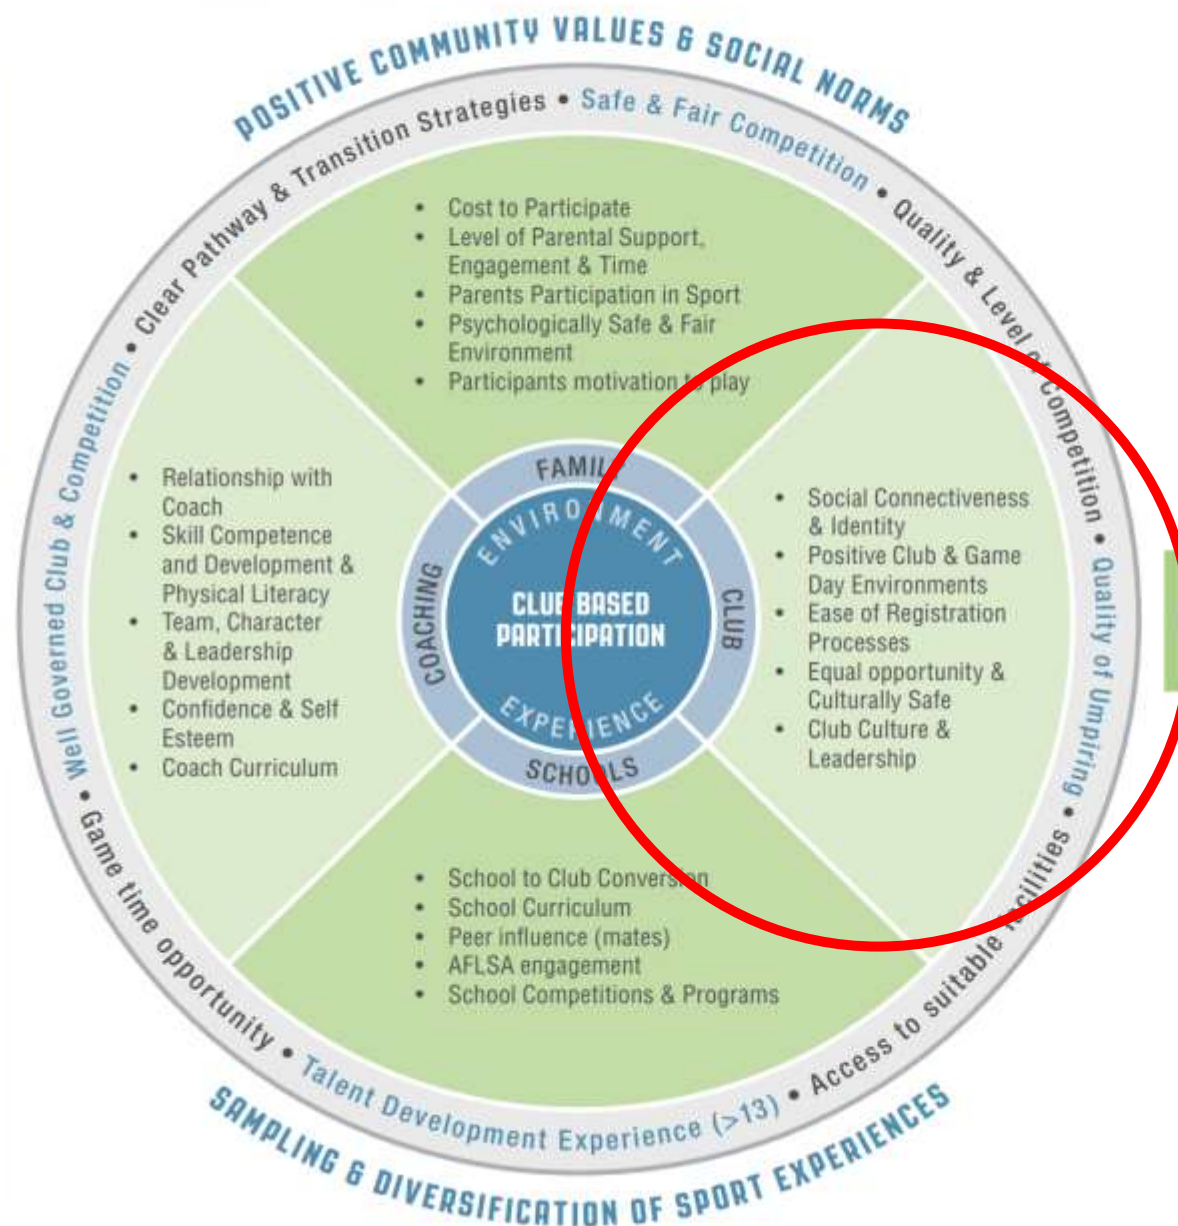 POSITIVE COMMUNITY VALUES & SOCIAL NORMS
Well Governed Club & Competition • Clear Pathway & Transition Strategies • Safe & Fair Competition • Quality & Level of Competition • Quality of Umpiring • Access to suitable facilities • Talent Development Experience (>13) • Game time opportunity •
• Cost to Participate
• Level of Parental Support,
Engagement & Time
• Parents Participation in Sport
• Psychologically Safe & Fair
Environment
• Participants motivation to play
FAMILY
• Relationship with
Coach
• Skill Competence
and Development &
Physical Literacy
• Team, Character
& Leadership
Development
• Confidence & Self
Esteem
• Coach Curriculum
COACHING
ENVIRONMENT
CLUB BASED
PARTICIPATION
EXPERIENCE
CLUB
• Social Connectiveness
& Identity
• Positive Club & Game
Day Environments
• Ease of Registration
Processes
• Equal opportunity &
Culturally Safe
• Club Culture &
Leadership
SCHOOLS
• School to Club Conversion
• School Curriculum
• Peer influence (mates)
• AFLSA engagement
• School Competitions & Programs
SAMPLING & DIVERSIFICATION OF SPORT EXPERIENCES